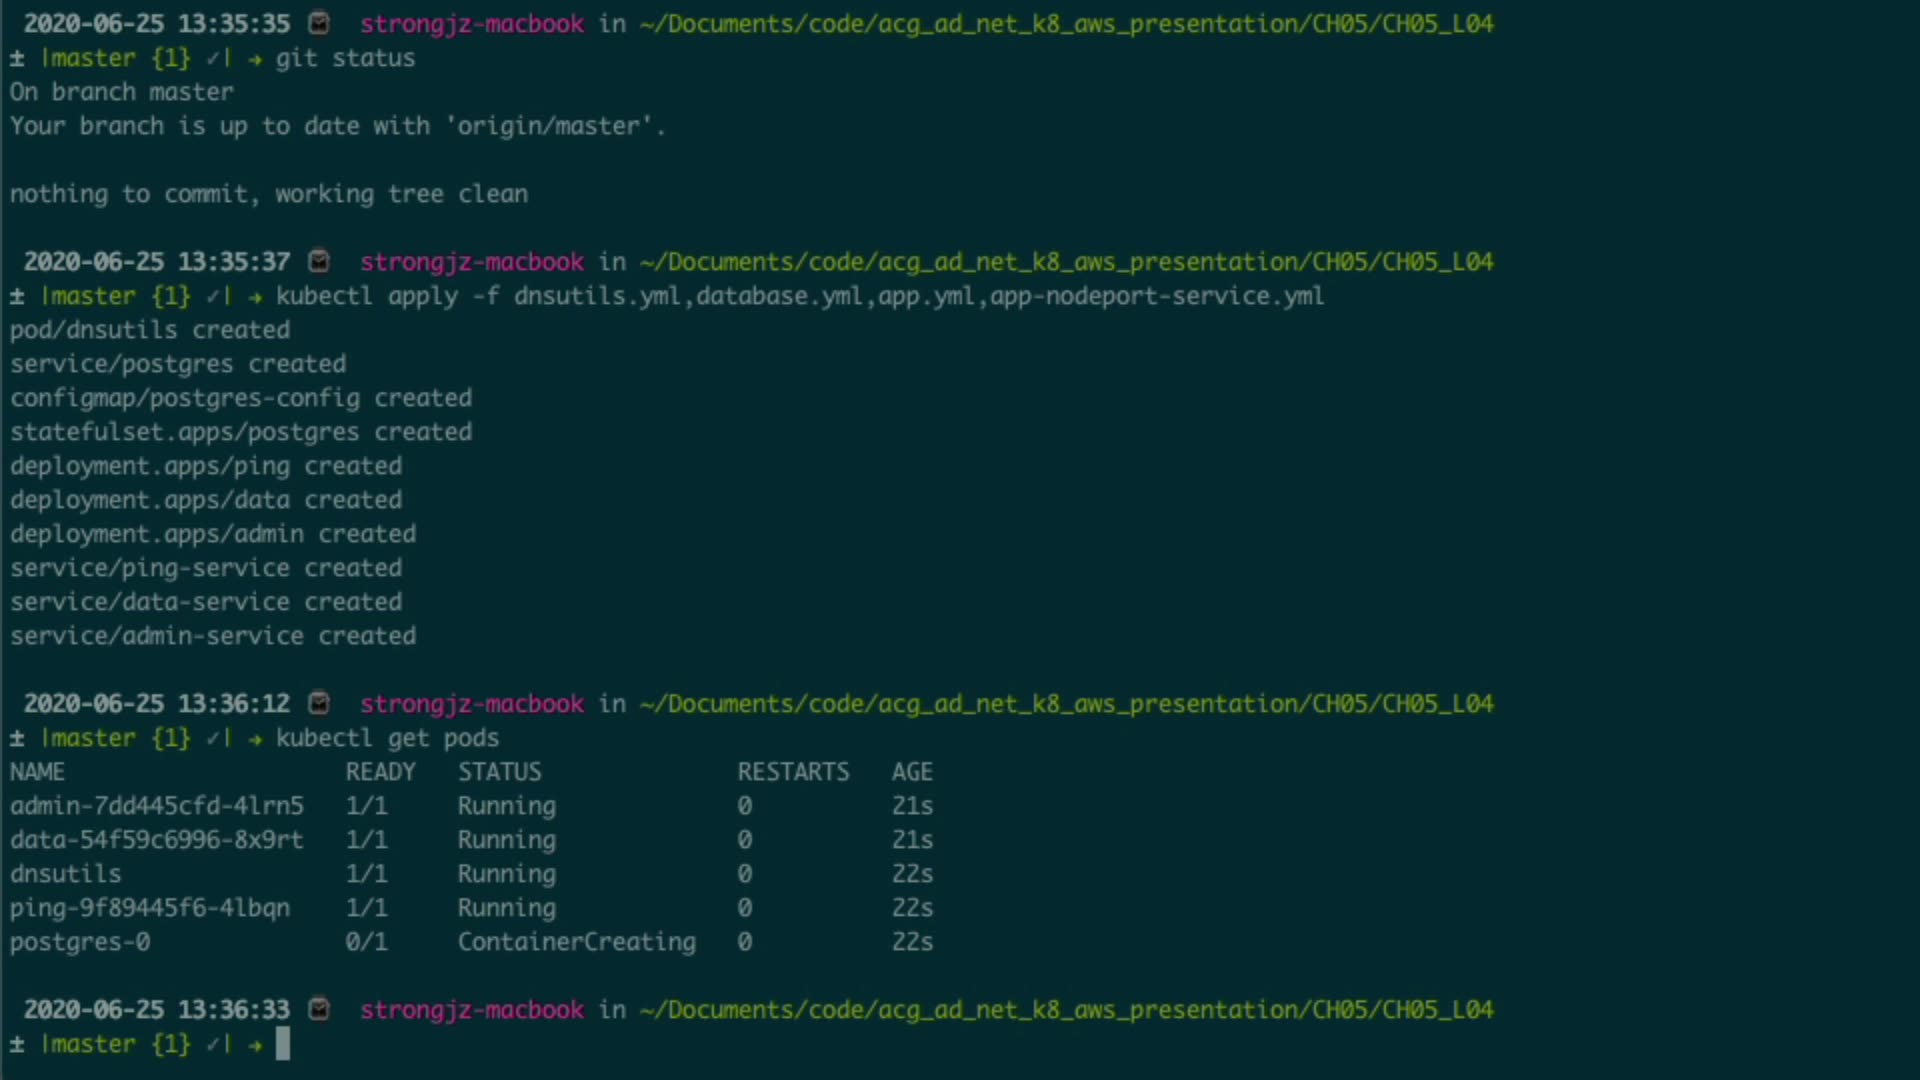 2020-06-25 13:35:35 strongjz-macbook in ~/Documents/code/acg_ad_net_k8_aws_presentation/CH05/CH05_L04
± |master {1} ✓| → git status
On branch master
Your branch is up to date with 'origin/master'.
nothing to commit, working tree clean
2020-06-25 13:35:37 strongjz-macbook in ~/Documents/code/acg_ad_net_k8_aws_presentation/CH05/CH05_L04
± |master {1} ✓| → kubectl apply -f dnsutils.yml,database.yml,app.yml,app-nodeport-service.yml
pod/dnsutils created
service/postgres created
configmap/postgres-config created
statefulset.apps/postgres created
deployment.apps/ping created
deployment.apps/data created
deployment.apps/admin created
service/ping-service created
service/data-service created
service/admin-service created
2020-06-25 13:36:12 strongjz-macbook in ~/Documents/code/acg_ad_net_k8_aws_presentation/CH05/CH05_L04
± |master {1} ✓| → kubectl get pods
NAME READY STATUS RESTARTS AGE
admin-7dd445cfd-4lrn5 1/1 Running 0 21s
data-54f59c6996-8x9rt 1/1 Running 0 21s
dnsutils 1/1 Running 0 22s
ping-9f89445f6-4lbqn 1/1 Running 0 22s
postgres-0 0/1 ContainerCreating 0 22s
2020-06-25 13:36:33 strongjz-macbook in ~/Documents/code/acg_ad_net_k8_aws_presentation/CH05/CH05_L04
± |master {1} ✓| →